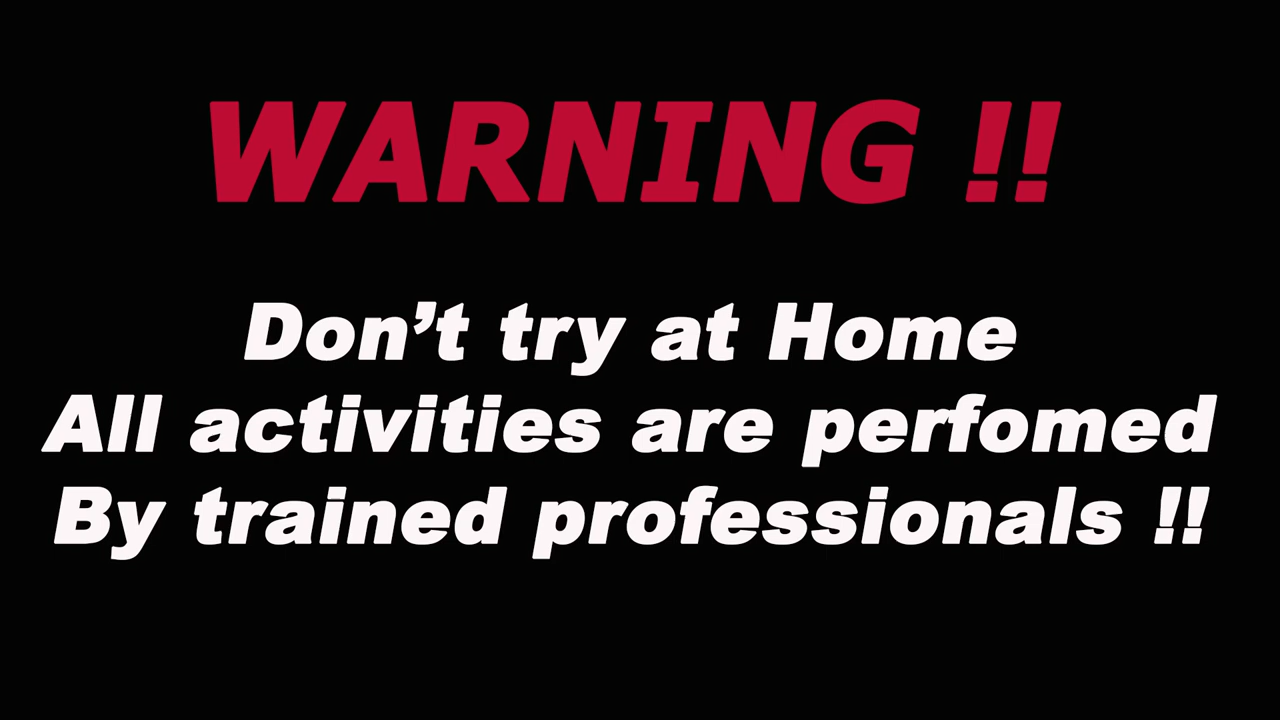 WARNING !!
Don’t try at Home
All activities are perfomed
By trained professionals !!